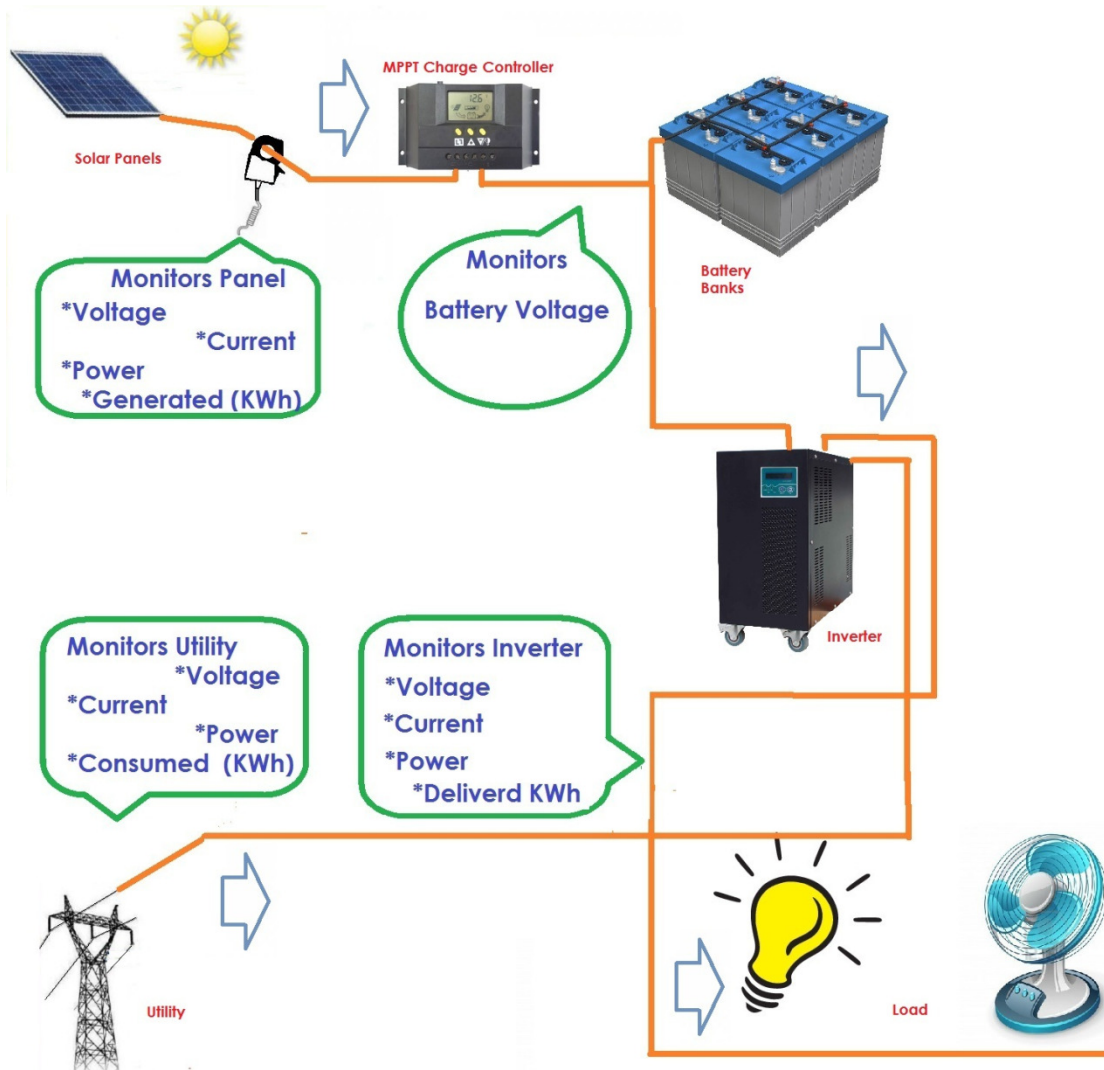 MPPT Charge Controller
126
Solar Panels
Monitors Panel
*Voltage
*Current
*Power
*Generated (KWh)
Monitors
Battery Voltage
Battery
Banks
Inverter
Monitors Utility
*Voltage
*Current
*Power
*Consumed (KWh)
Monitors Inverter
*Voltage
*Current
*Power
*Deliverd KWh
Utility
Load